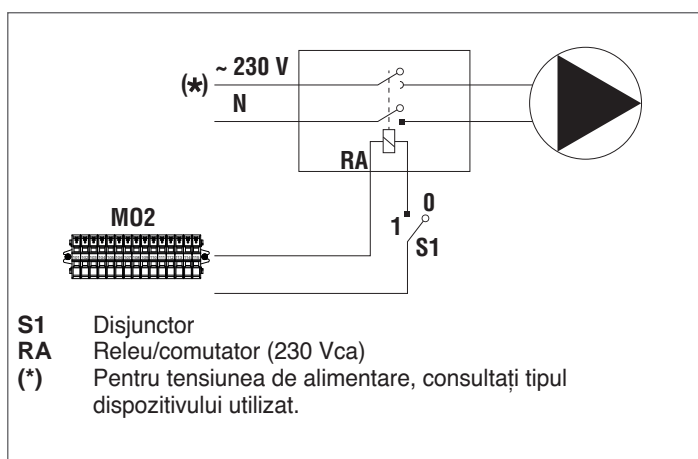 ~ 230 V
(*)
N
RA
MO2
0
1
S1
S1 Disjunctor
RA Releu/comutator (230 Vca)
(*) Pentru tensiunea de alimentare, consultați tipul
dispozitivului utilizat.